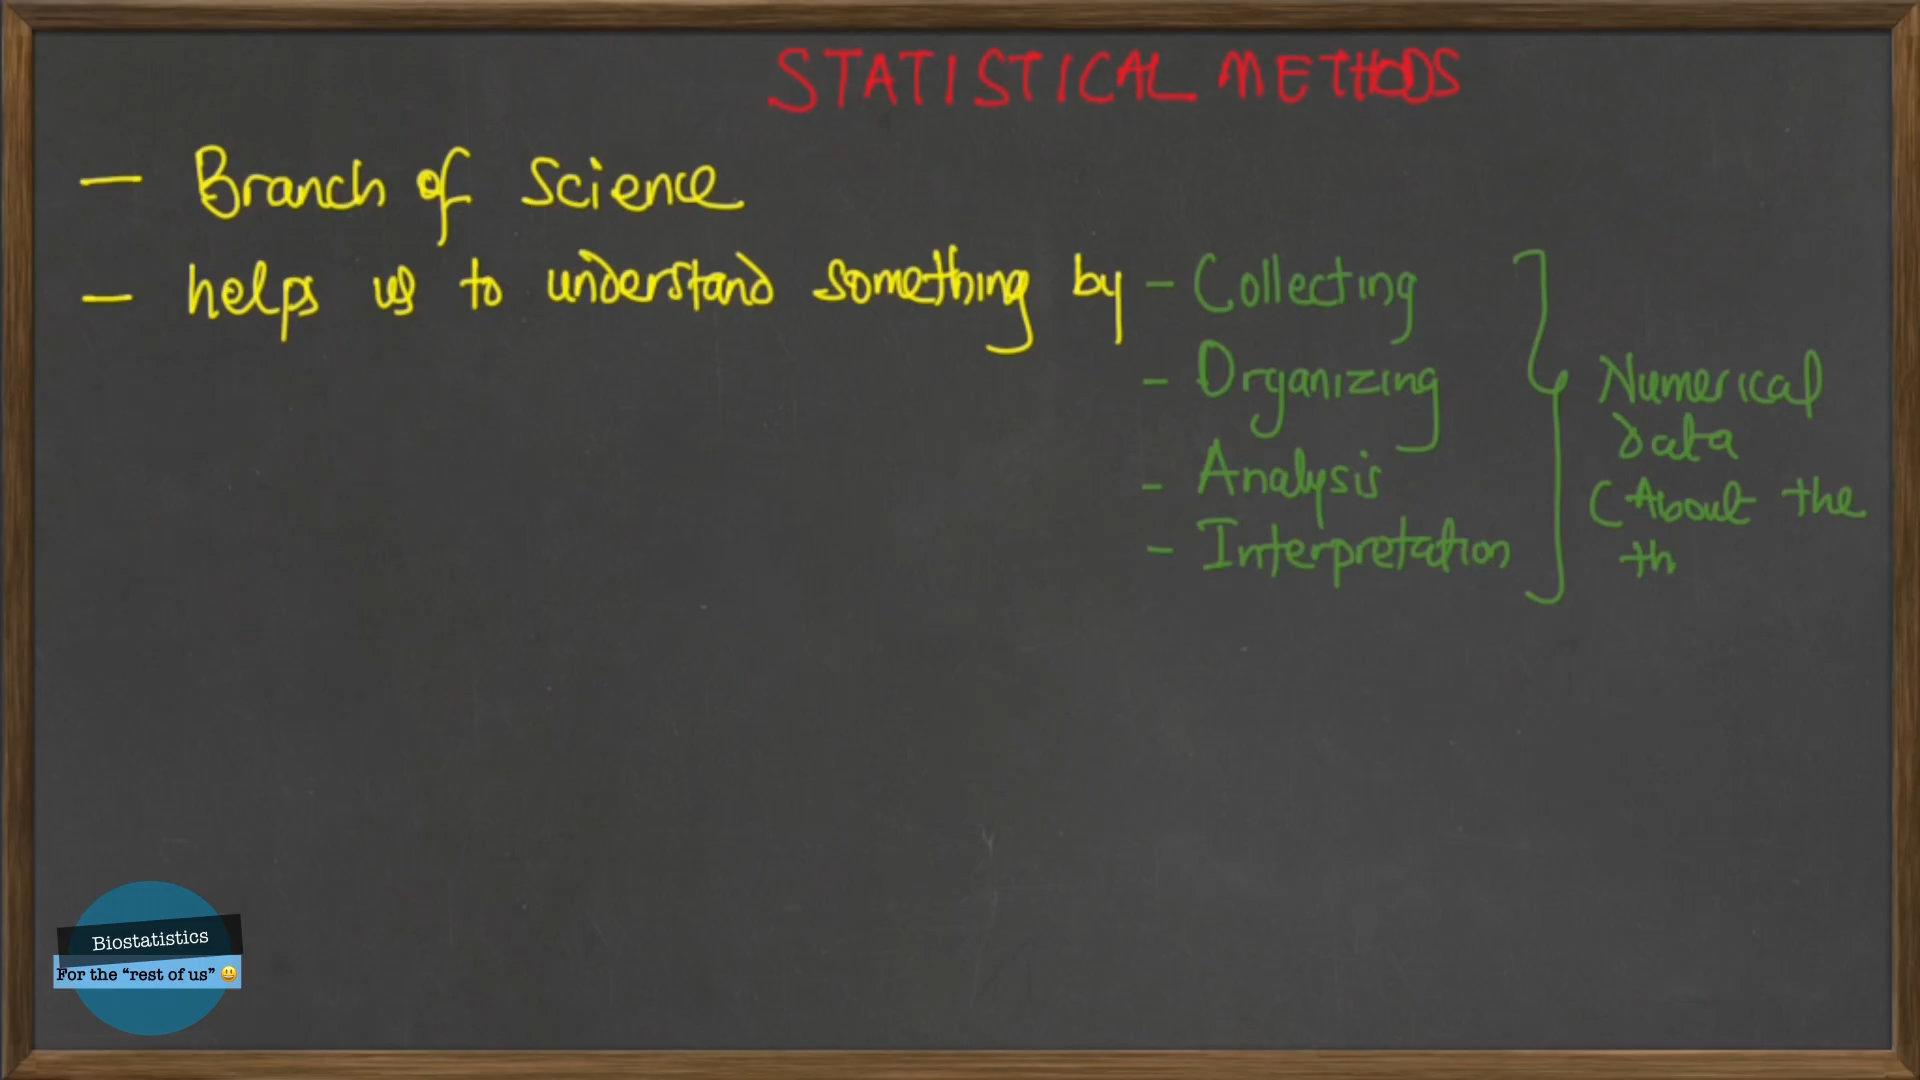 STATISTICAL METHODS
- Branch of Science
- helps us to understand something by - Collecting
- Organizing
- Analysis
- Interpretation
Numerical
data
(About the
th
Biostatistics
For the “rest of us” 😃